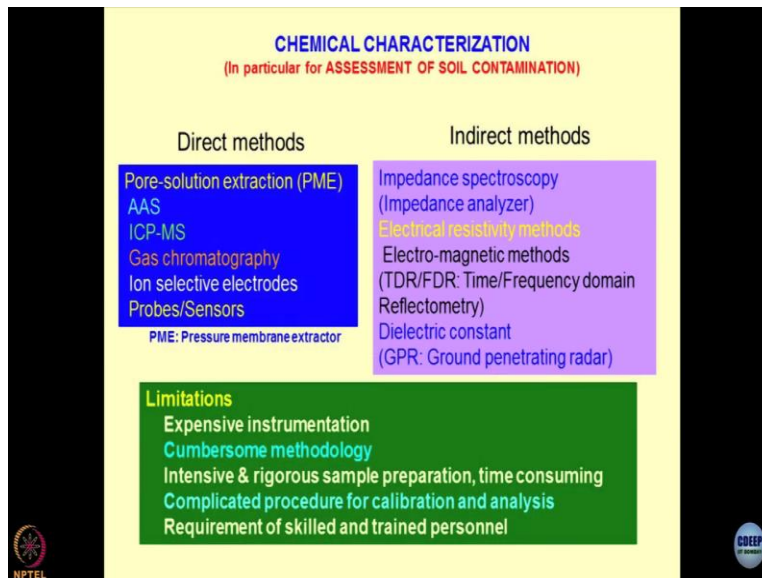 CHEMICAL CHARACTERIZATION
(In particular for ASSESSMENT OF SOIL CONTAMINATION)
Direct methods
Pore-solution extraction (PME)
AAS
ICP-MS
Gas chromatography
Ion selective electrodes
Probes/Sensors
PME: Pressure membrane extractor
Indirect methods
Impedance spectroscopy
(Impedance analyzer)
Electrical resistivity methods
Electro-magnetic methods
(TDR/FDR: Time/Frequency domain
Reflectometry)
Dielectric constant
(GPR: Ground penetrating radar)
Limitations
Expensive instrumentation
Cumbersome methodology
Intensive & rigorous sample preparation, time consuming
Complicated procedure for calibration and analysis
Requirement of skilled and trained personnel
NPTEL
CDEEP
IIT BOMBAY